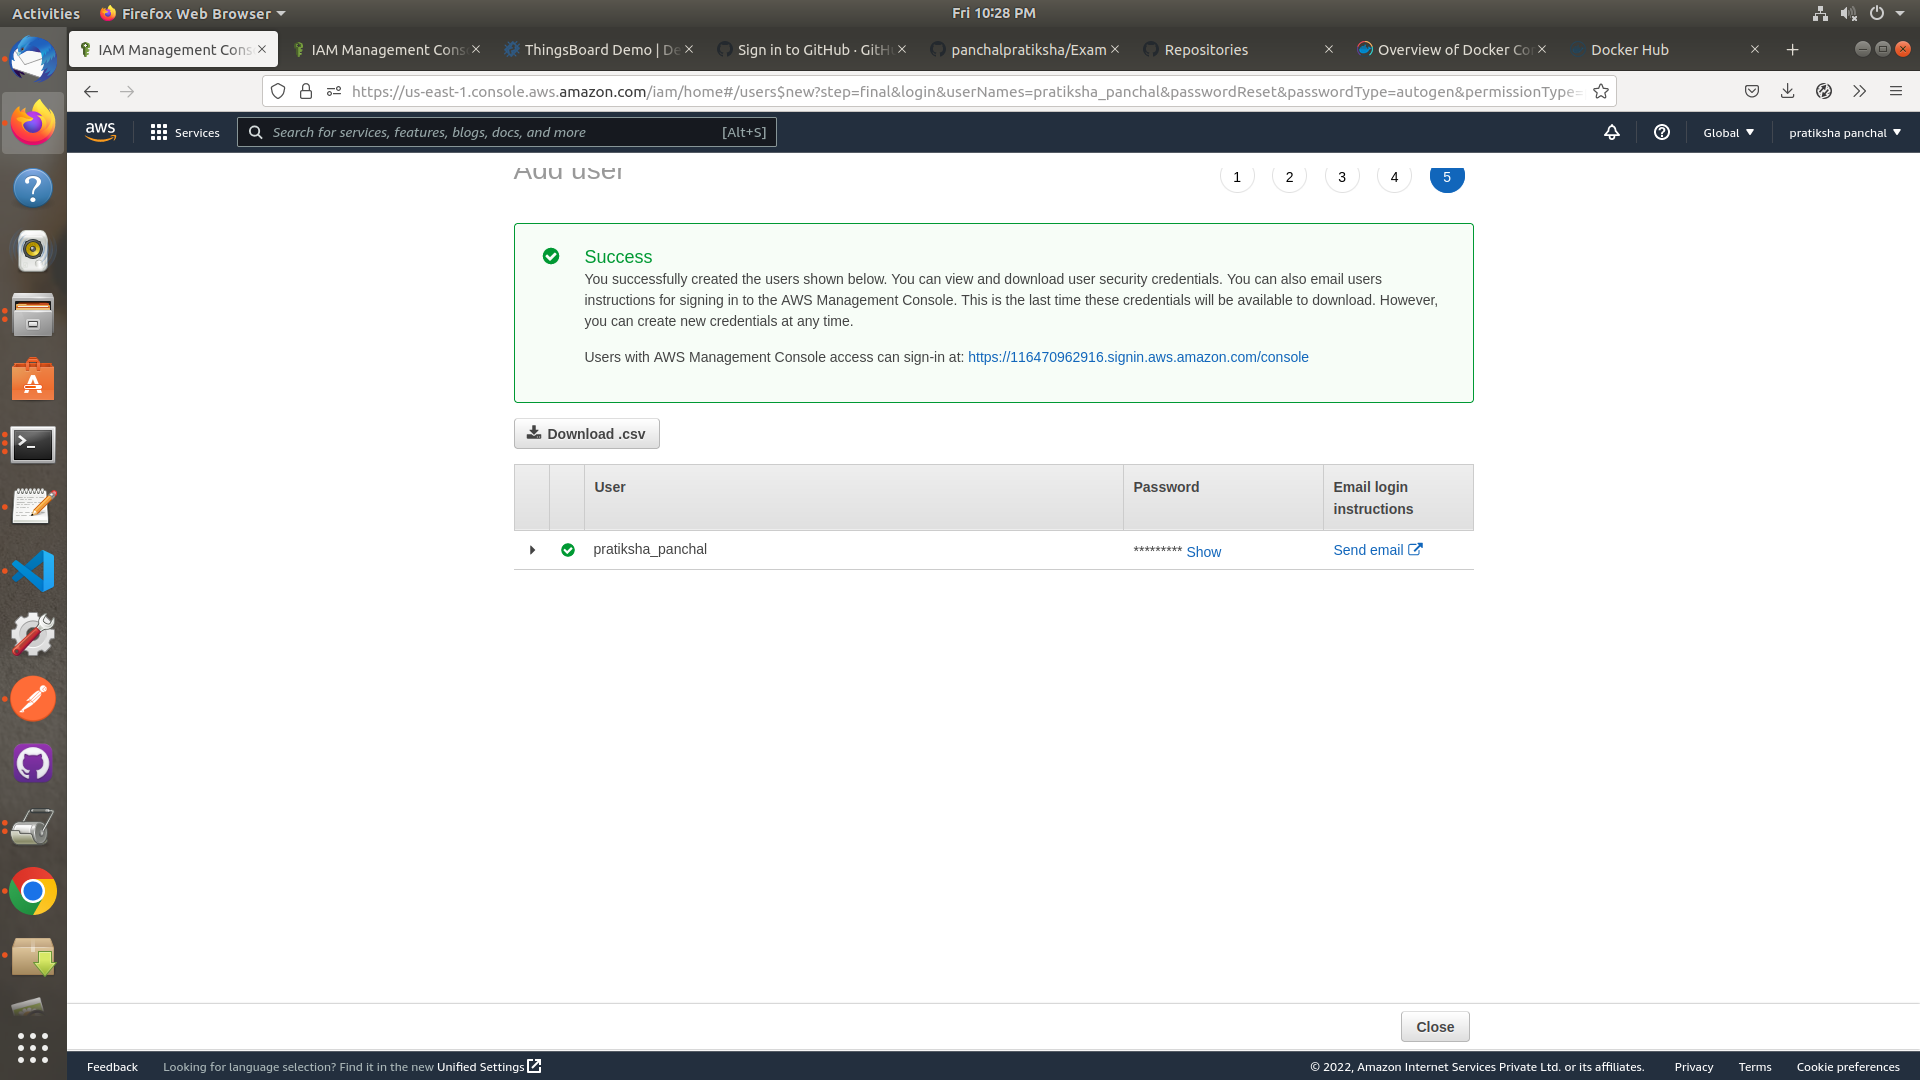 Activities
Firefox Web Browser
Fri 10:28 PM
IAM Management Cons
IAM Management Cons
ThingsBoard Demo | De
Sign in to GitHub · GitH
panchalpratiksha/Exam
Repositories
Overview of Docker Co
Docker Hub
https://us-east-1.console.aws.amazon.com/iam/home#/users$new?step=final&login&userNames=pratiksha_panchal&passwordReset&passwordType=autogen&permissionType=
aws
Services
Search for services, features, blogs, docs, and more
[Alt+S]
Global
pratiksha panchal
Add user
1
2
3
4
5
Success
You successfully created the users shown below. You can view and download user security credentials. You can also email users
instructions for signing in to the AWS Management Console. This is the last time these credentials will be available to download. However,
you can create new credentials at any time.
Users with AWS Management Console access can sign-in at: https://116470962916.signin.aws.amazon.com/console
Download .csv
User
Password
Email login
instructions
pratiksha_panchal
********* Show
Send email
Close
Feedback
Looking for language selection? Find it in the new Unified Settings
© 2022, Amazon Internet Services Private Ltd. or its affiliates.
Privacy
Terms
Cookie preferences